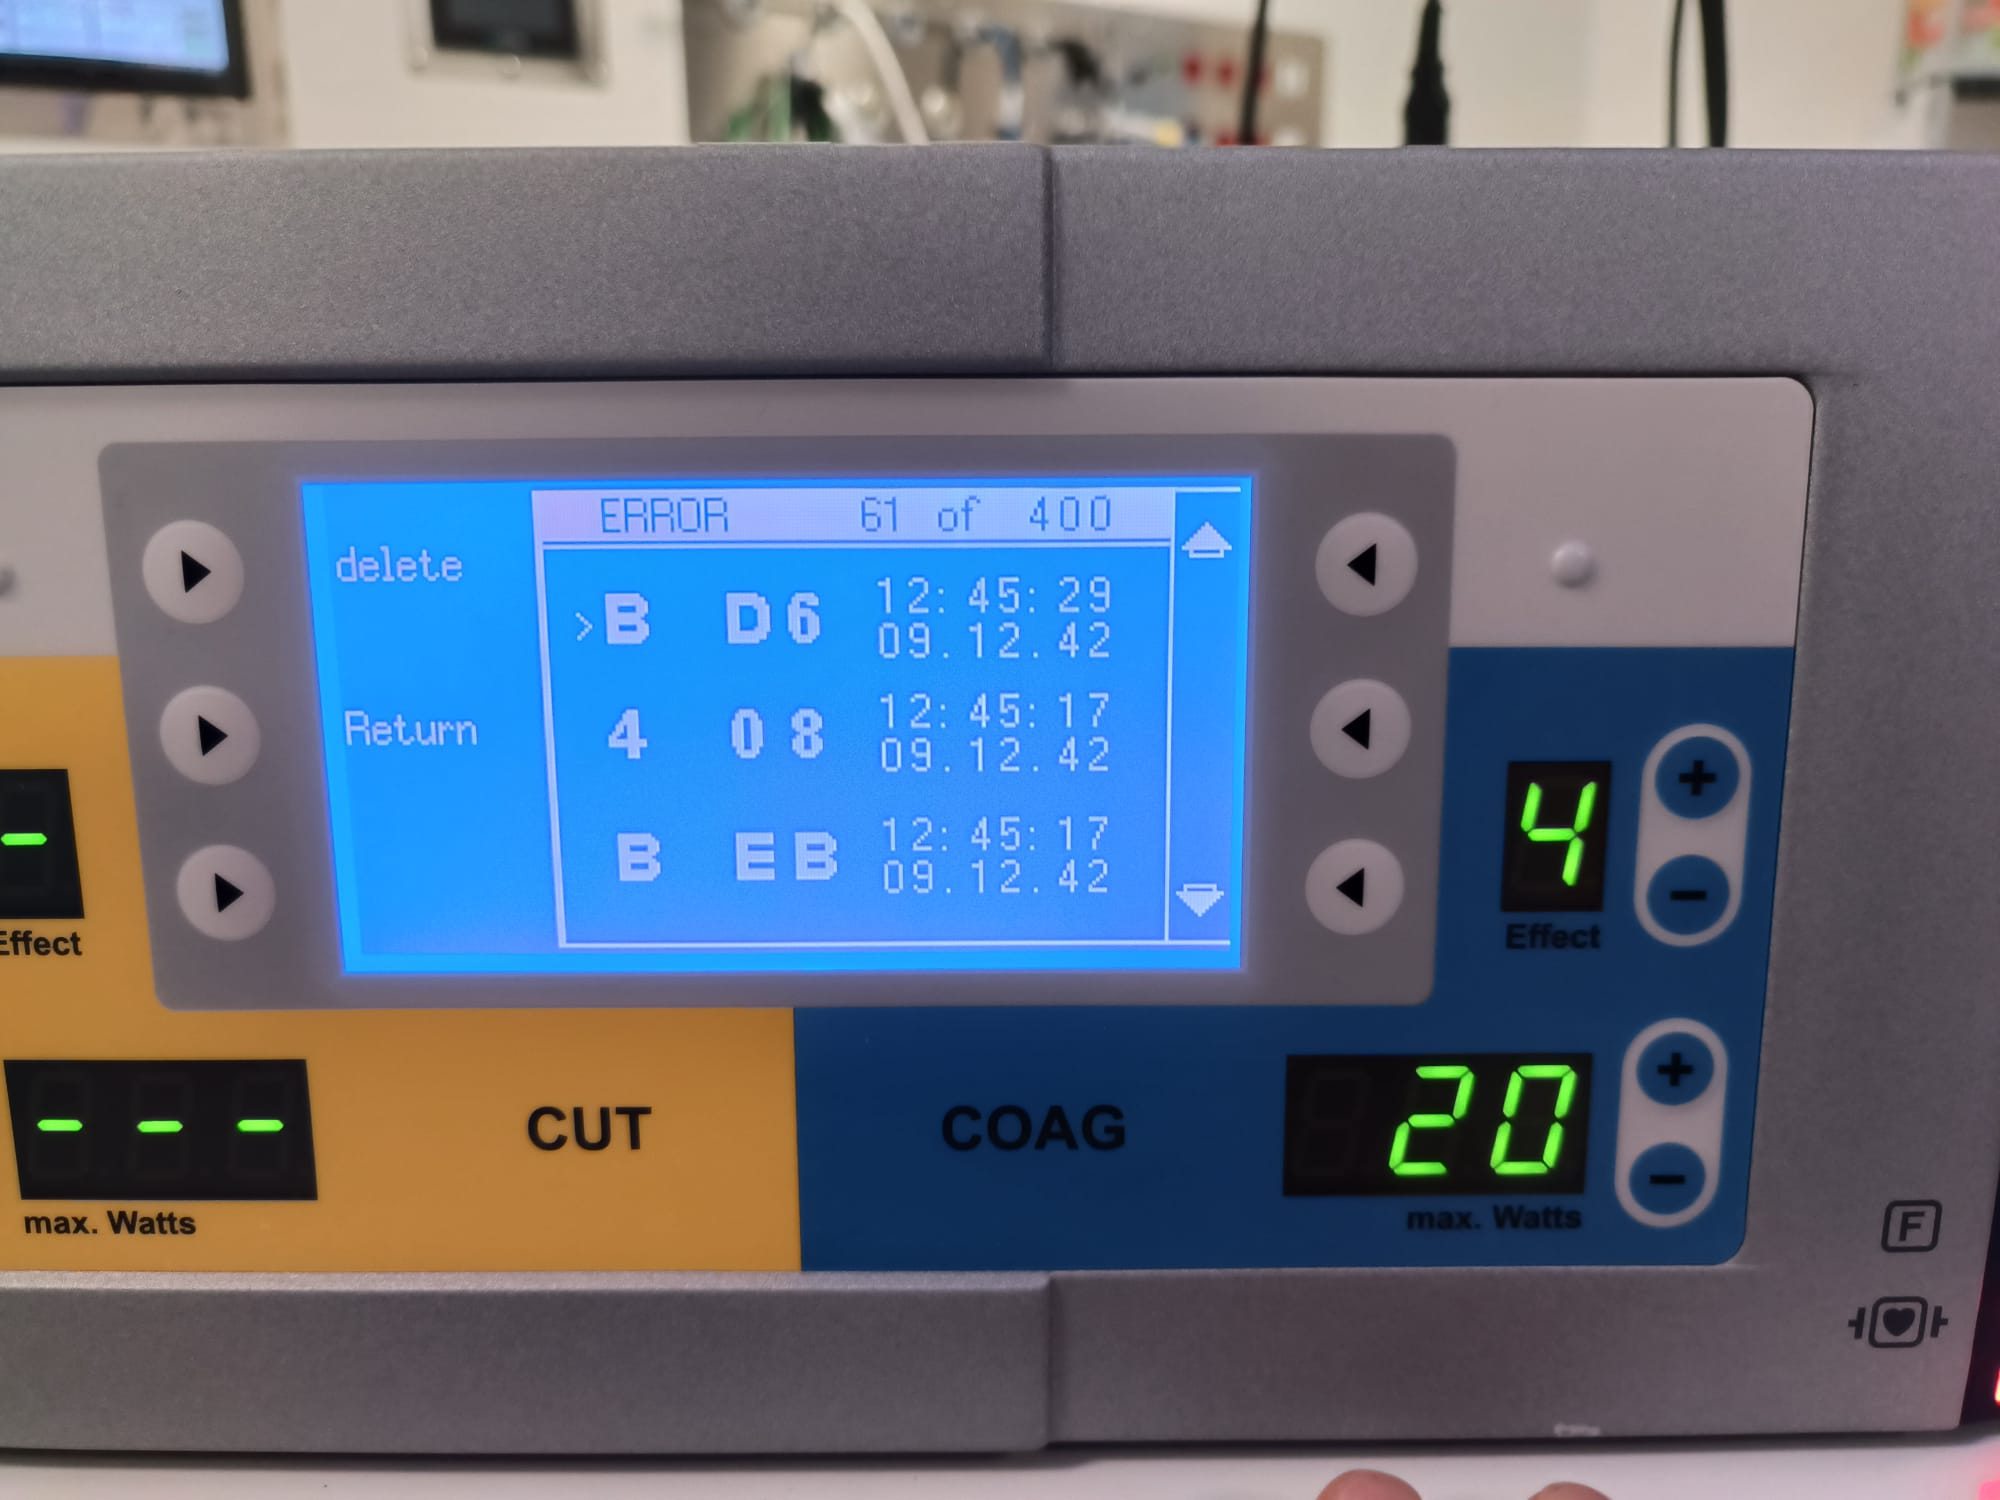 ERROR 61 of 400
delete
>B D6 12:45:29
09.12.42
Return
4 08 12:45:17
09.12.42
B EB 12:45:17
09.12.42
-
Effect
4
+
-
Effect
- - -
max. Watts
CUT
COAG
20
+
-
max. Watts
F